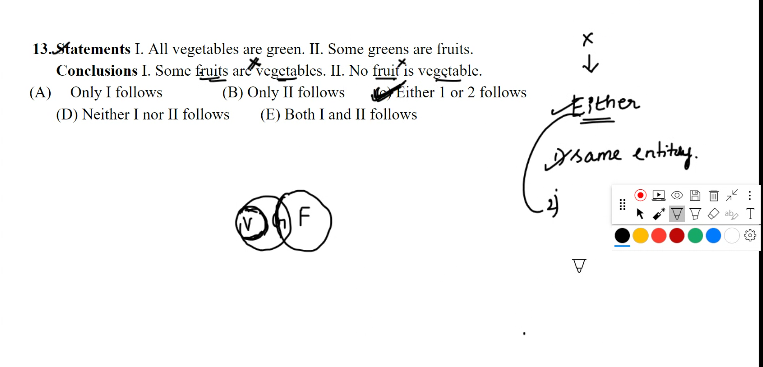 13. Statements I. All vegetables are green. II. Some greens are fruits.
Conclusions I. Some fruits are vegetables. II. No fruit is vegetable.
(A) Only I follows (B) Only II follows (C) Either 1 or 2 follows
(D) Neither I nor II follows (E) Both I and II follows
x
x
x
Either
1) same entity.
2)
V
F
T